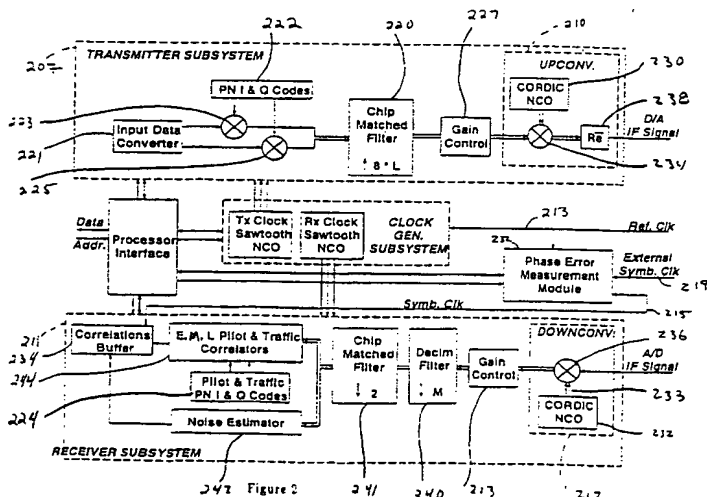 222
220
227
210
TRANSMITTER SUBSYSTEM
UPCONV.
230
PN I & Q Codes
CORDIC
NCO
238
223
Input Data
Converter
Chip
Matched
Filter
Gain
Control
Re
D/A
IF Signal
221
↑ 8 * L
234
225
Data
Addr.
Processor
Interface
Tx Clock
Sawtooth
NCO
Rx Clock
Sawtooth
NCO
CLOCK
GEN.
SUBSYSTEM
213
Ref. Clk
Phase Error
Measurement
Module
External
Symb. Clk
219
Symb. Clk
215
211
DOWNCONV.
236
Correlations
Buffer
234
E, M, L Pilot & Traffic
Correlators
Chip
Matched
Filter
↓ 2
Decim
Filter
↓ M
Gain
Control
A/D
IF Signal
244
Pilot & Traffic
PN I & Q Codes
233
224
CORDIC
NCO
232
Noise Estimator
RECEIVER SUBSYSTEM
242
Figure 2
241
240
213
217